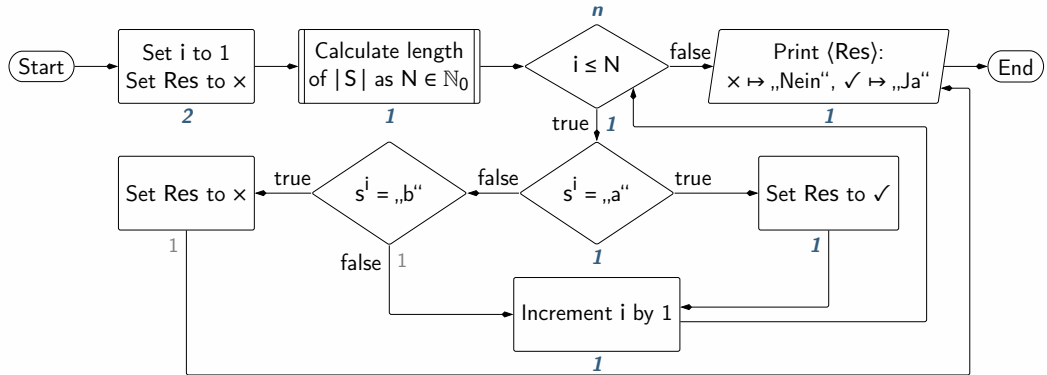 n
Start
Set i to 1
Set Res to ×
2
Calculate length
of |S| as N ∈ ℕ₀
1
i ≤ N
false
true
1
Print ⟨Res⟩:
× ↦ „Nein“, ✓ ↦ „Ja“
1
End
Set Res to ×
1
true
sⁱ = „b“
false
1
false
sⁱ = „a“
1
true
Set Res to ✓
1
Increment i by 1
1